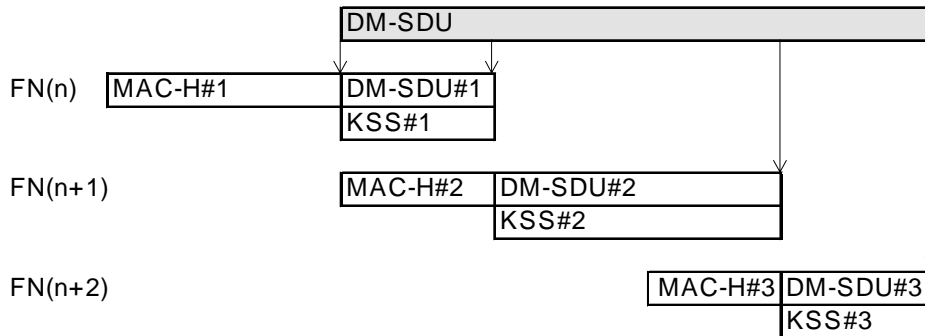 DM-SDU
FN(n) MAC-H#1 DM-SDU#1
KSS#1
FN(n+1) MAC-H#2 DM-SDU#2
KSS#2
FN(n+2) MAC-H#3 DM-SDU#3
KSS#3